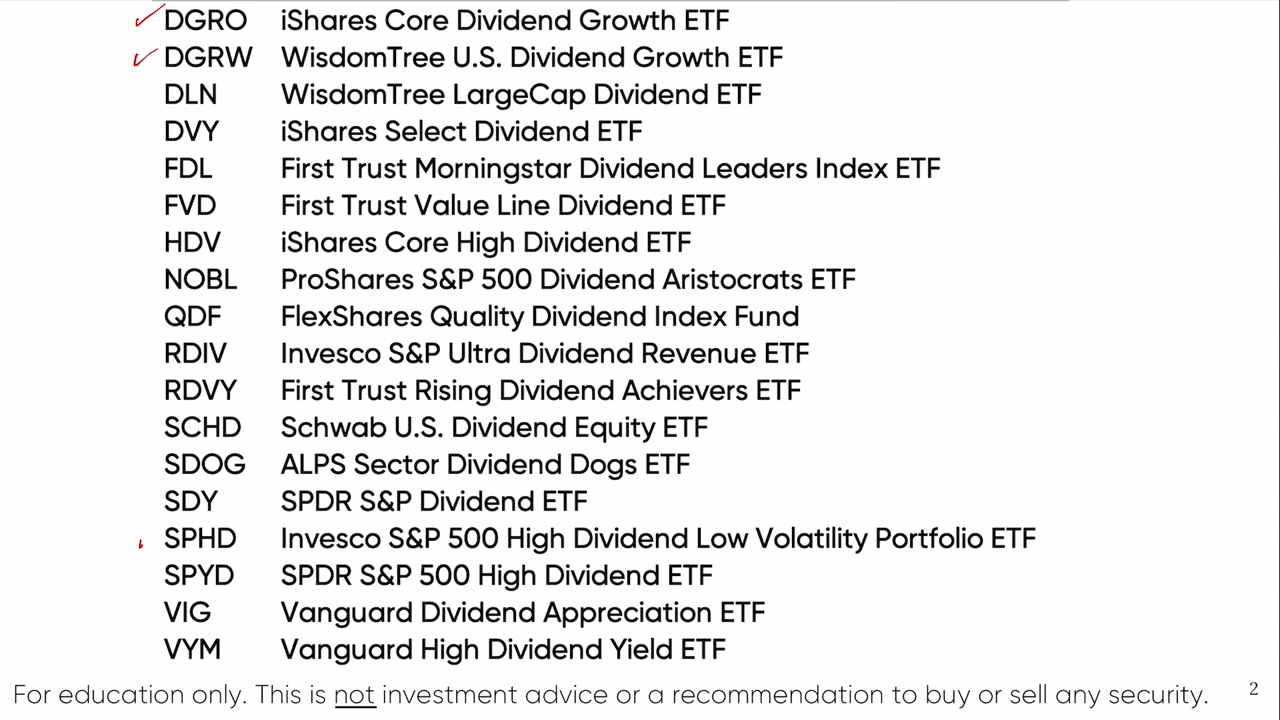 DGRO iShares Core Dividend Growth ETF
DGRW WisdomTree U.S. Dividend Growth ETF
DLN WisdomTree LargeCap Dividend ETF
DVY iShares Select Dividend ETF
FDL First Trust Morningstar Dividend Leaders Index ETF
FVD First Trust Value Line Dividend ETF
HDV iShares Core High Dividend ETF
NOBL ProShares S&P 500 Dividend Aristocrats ETF
QDF FlexShares Quality Dividend Index Fund
RDIV Invesco S&P Ultra Dividend Revenue ETF
RDVY First Trust Rising Dividend Achievers ETF
SCHD Schwab U.S. Dividend Equity ETF
SDOG ALPS Sector Dividend Dogs ETF
SDY SPDR S&P Dividend ETF
SPHD Invesco S&P 500 High Dividend Low Volatility Portfolio ETF
SPYD SPDR S&P 500 High Dividend ETF
VIG Vanguard Dividend Appreciation ETF
VYM Vanguard High Dividend Yield ETF
For education only. This is not investment advice or a recommendation to buy or sell any security. 2